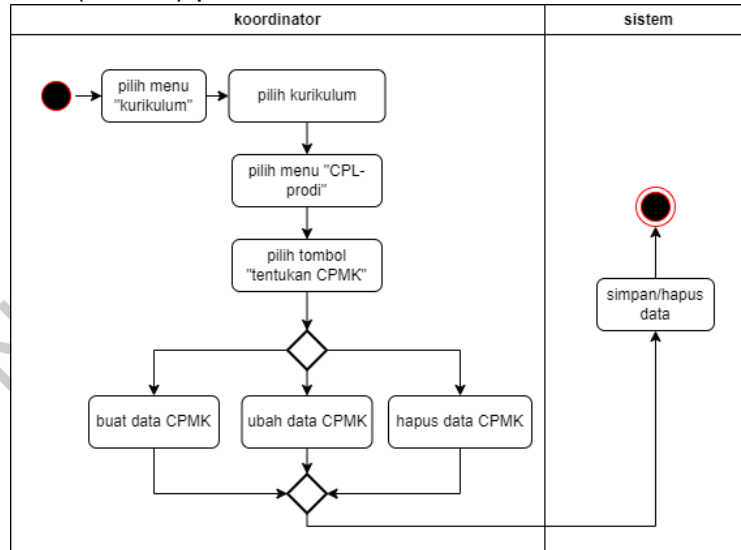 koordinator
sistem
pilih menu
"kurikulum"
pilih kurikulum
pilih menu "CPL-
prodi"
pilih tombol
"tentukan CPMK"
buat data CPMK
ubah data CPMK
hapus data CPMK
simpan/hapus
data